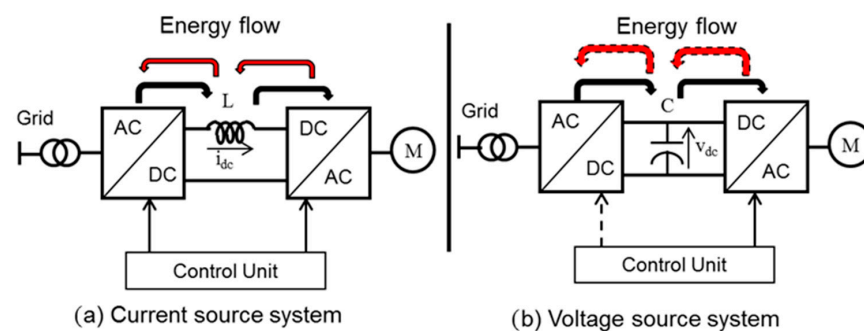 Energy flow
L
Grid
AC
DC
i_dc
DC
AC
M
Control Unit
(a) Current source system
Energy flow
C
Grid
AC
DC
v_dc
DC
AC
M
Control Unit
(b) Voltage source system